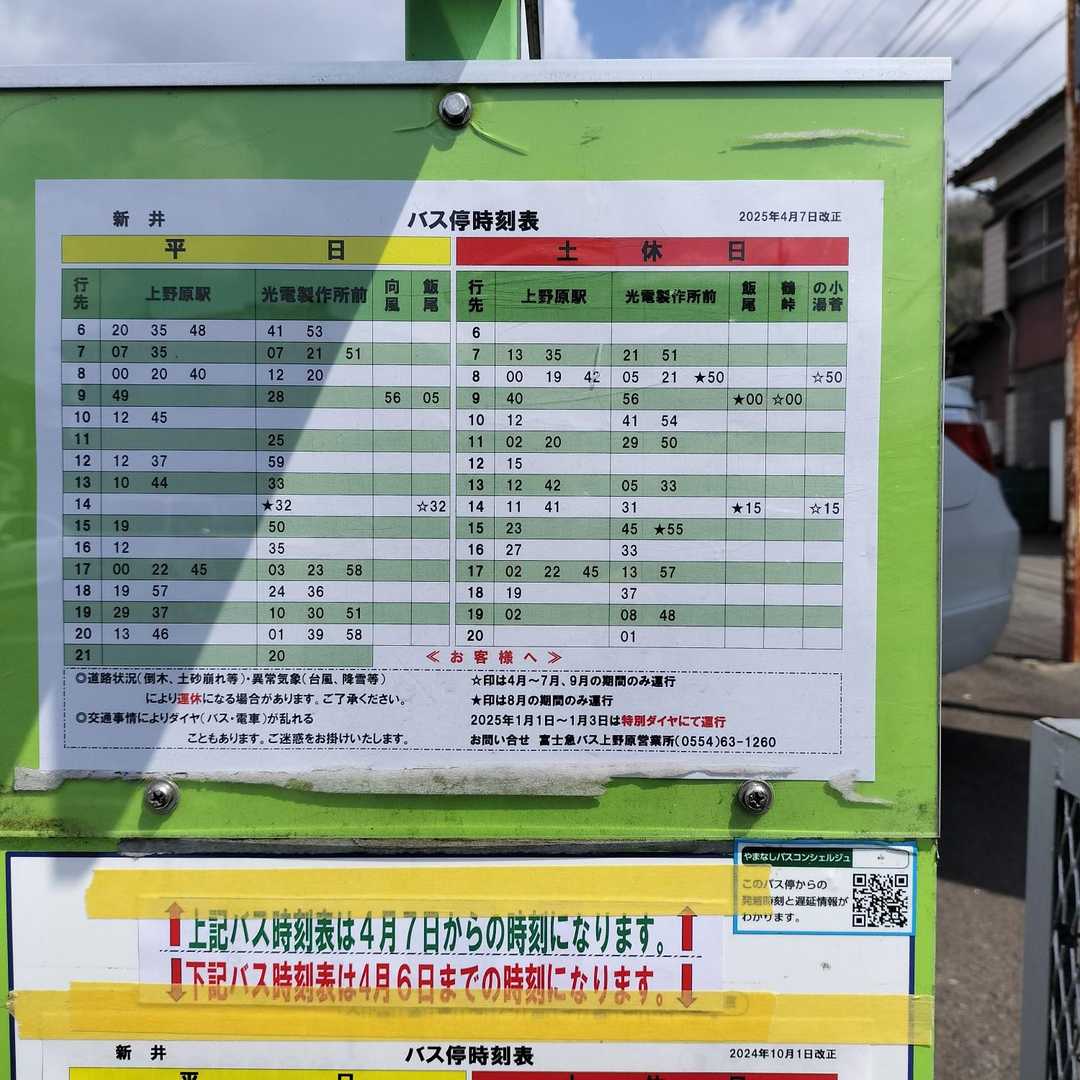 新 井 バス停時刻表 2025年4月7日改正
平 日 土 休 日
行先 上野原駅 光電製作所前 向風 飯尾 行先 上野原駅 光電製作所前 飯尾 鶴峠 小菅の湯
6 20 35 48 41 53 6
7 07 35 07 21 51 7 13 35 21 51
8 00 20 40 12 20 8 00 19 42 05 21 ★50 ☆50
9 49 28 56 05 9 40 56 ★00 ☆00
10 12 45 10 12 41 54
11 25 11 02 20 29 50
12 12 37 59 12 15
13 10 44 33 13 12 42 05 33
14 ★32 ☆32 14 11 41 31 ★15 ☆15
15 19 50 15 23 45 ★55
16 12 35 16 27 33
17 00 22 45 03 23 58 17 02 22 45 13 57
18 19 57 24 36 18 19 37
19 29 37 10 30 51 19 02 08 48
20 13 46 01 39 58 20 01
21 20
≪ お 客 様 へ ≫
◎道路状況(倒木、土砂崩れ等)・異常気象(台風、降雪等)
により運休になる場合があります。ご了承ください。
◎交通事情によりダイヤ(バス・電車)が乱れる
こともあります。ご迷惑をお掛けいたします。
☆印は4月～7月、9月の期間のみ運行
★印は8月の期間のみ運行
2025年1月1日～1月3日は特別ダイヤにて運行
お問い合せ 富士急バス上野原営業所(0554)63-1260
やまなしバスコンシェルジュ
このバス停からの
発着時刻と遅延情報が
わかります。
上記バス時刻表は4月7日からの時刻になります。
下記バス時刻表は4月6日までの時刻になります。
新 井 バス停時刻表 2024年10月1日改正
平 日 土 休 日